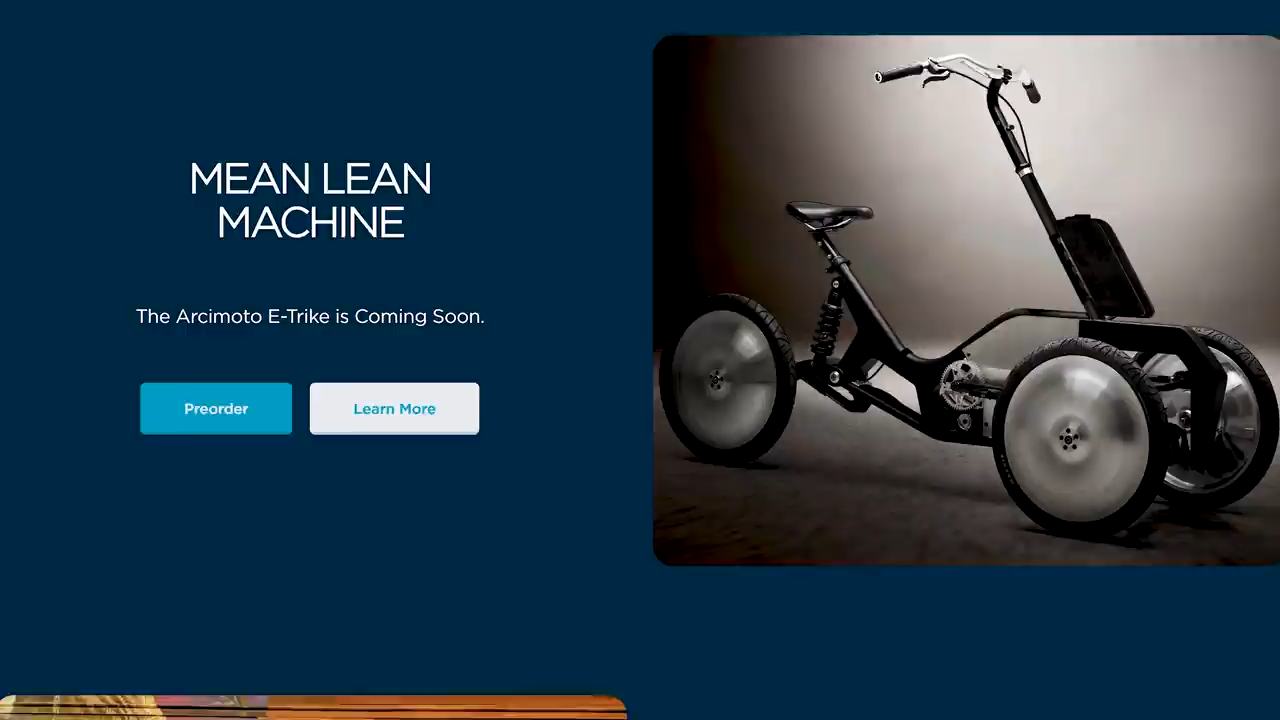 MEAN LEAN
MACHINE
The Arcimoto E-Trike is Coming Soon.
Preorder
Learn More